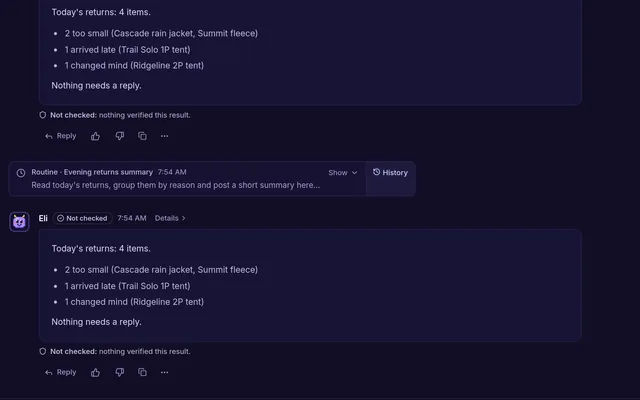 Today's returns: 4 items.
• 2 too small (Cascade rain jacket, Summit fleece)
• 1 arrived late (Trail Solo 1P tent)
• 1 changed mind (Ridgeline 2P tent)
Nothing needs a reply.
Not checked: nothing verified this result.
Reply
Routine · Evening returns summary 7:54 AM Show History
Read today's returns, group them by reason and post a short summary here...
Eli Not checked 7:54 AM Details
Today's returns: 4 items.
• 2 too small (Cascade rain jacket, Summit fleece)
• 1 arrived late (Trail Solo 1P tent)
• 1 changed mind (Ridgeline 2P tent)
Nothing needs a reply.
Not checked: nothing verified this result.
Reply